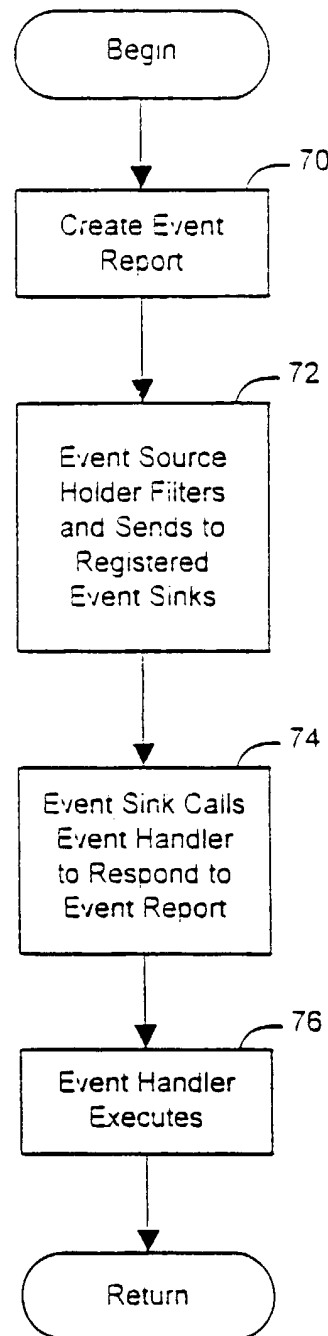 Begin
70
Create Event
Report
72
Event Source
Holder Filters
and Sends to
Registered
Event Sinks
74
Event Sink Calls
Event Handler
to Respond to
Event Report
76
Event Handler
Executes
Return